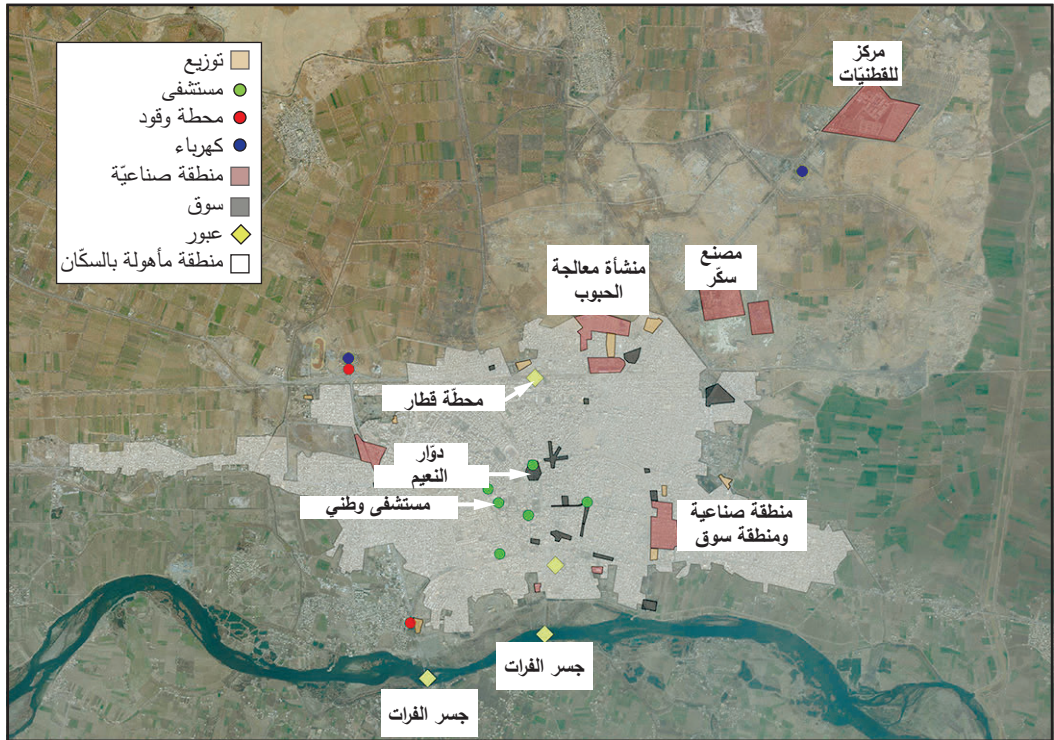 توزيع
مستشفى
محطة وقود
كهرباء
منطقة صناعيّة
سوق
عبور
منطقة مأهولة بالسكّان
مركز
للقطنيّات
مصنع
سكّر
منشأة معالجة
الحبوب
محطّة قطار
دوّار
النعيم
مستشفى وطني
منطقة صناعية
ومنطقة سوق
جسر الفرات
جسر الفرات